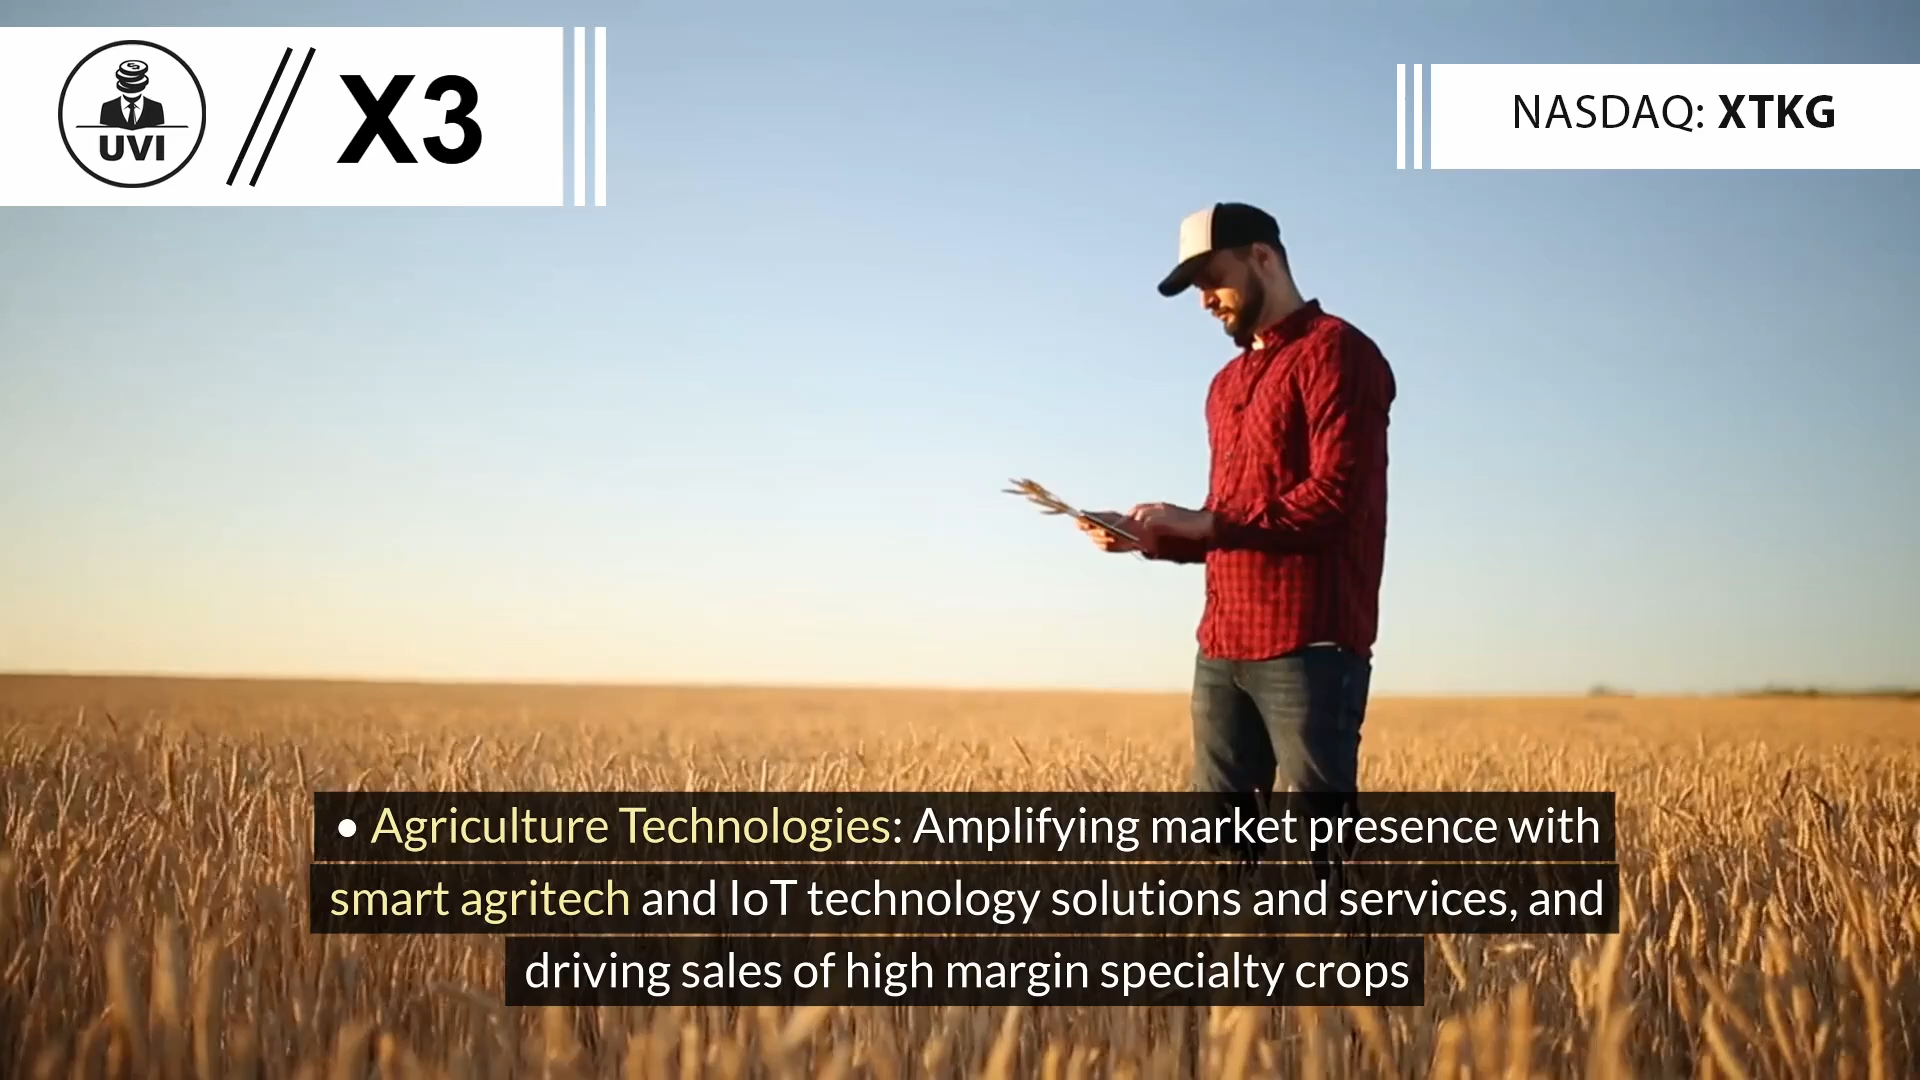 UVI
X3
NASDAQ: XTKG
• Agriculture Technologies: Amplifying market presence with
smart agritech and IoT technology solutions and services, and
driving sales of high margin specialty crops